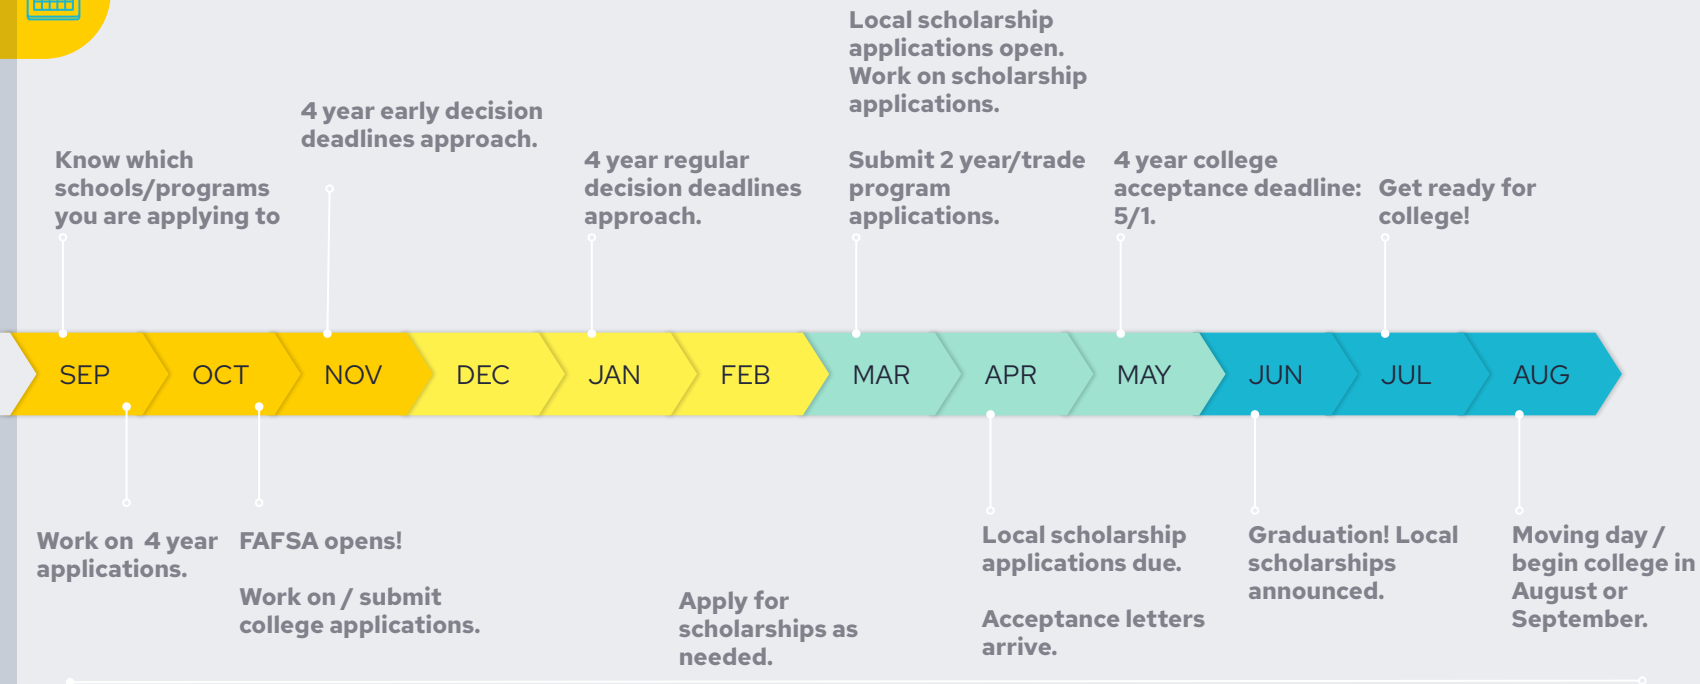 Know which
schools/programs
you are applying to
4 year early decision
deadlines approach.
4 year regular
decision deadlines
approach.
Local scholarship
applications open.
Work on scholarship
applications.
Submit 2 year/trade
program
applications.
4 year college
acceptance deadline:
5/1.
Get ready for
college!
SEP
OCT
NOV
DEC
JAN
FEB
MAR
APR
MAY
JUN
JUL
AUG
Work on 4 year
applications.
FAFSA opens!
Work on / submit
college applications.
Apply for
scholarships as
needed.
Local scholarship
applications due.
Acceptance letters
arrive.
Graduation! Local
scholarships
announced.
Moving day /
begin college in
August or
September.